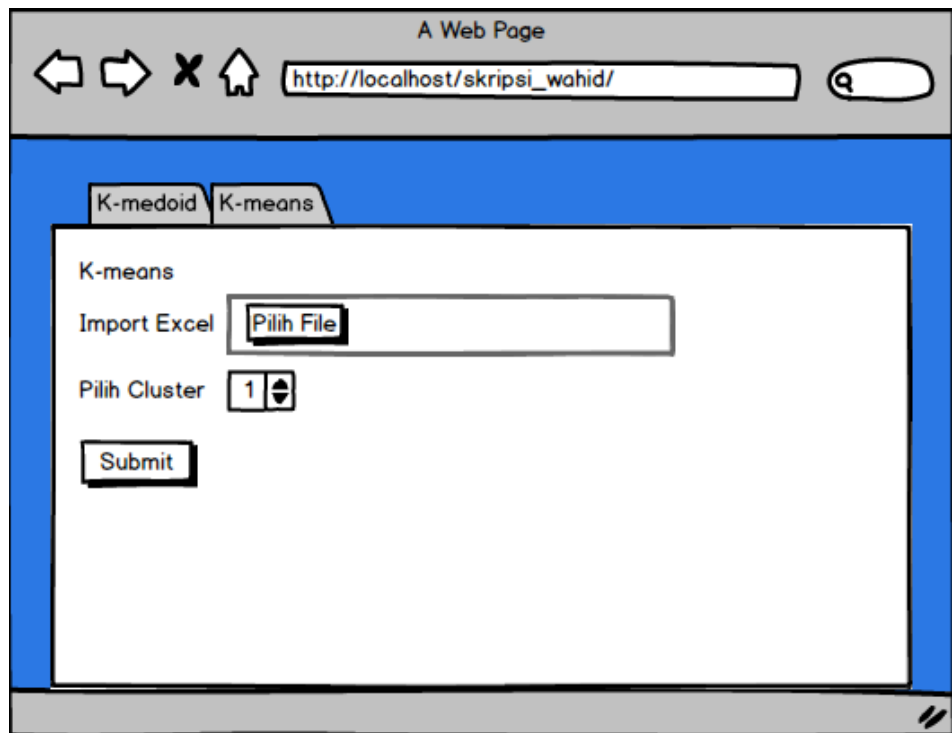 A Web Page
http://localhost/skripsi_wahid/
K-medoid K-means
K-means
Import Excel Pilih File
Pilih Cluster 1
Submit